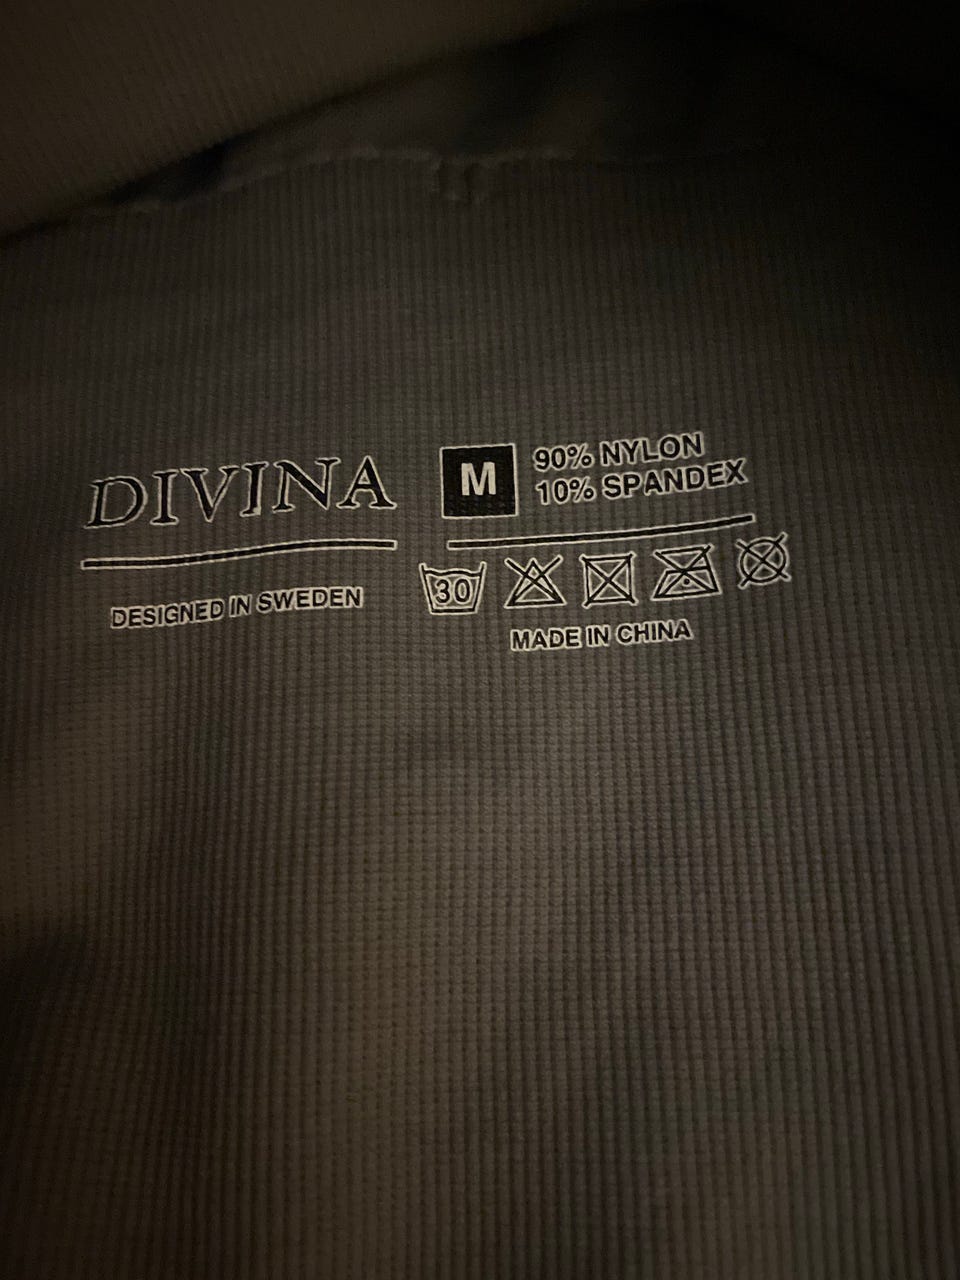 DIVINA
DESIGNED IN SWEDEN
M
90% NYLON
10% SPANDEX
30
MADE IN CHINA